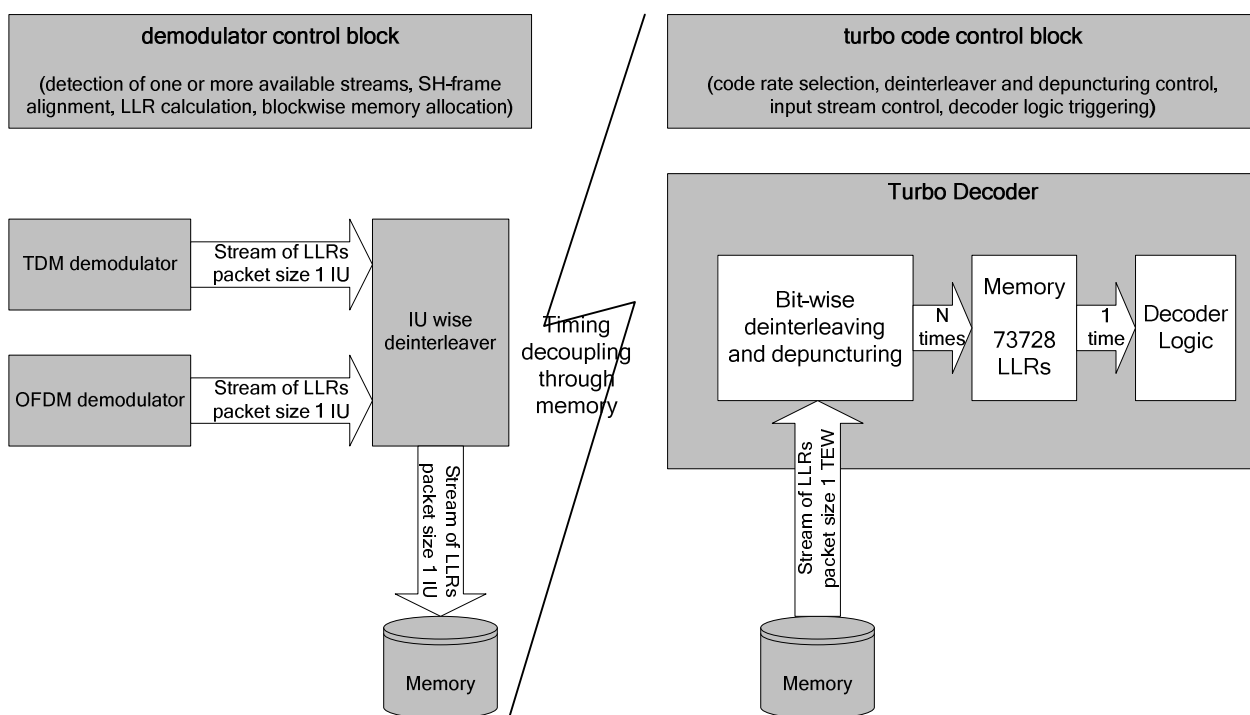 demodulator control block
(detection of one or more available streams, SH-frame
alignment, LLR calculation, blockwise memory allocation)
turbo code control block
(code rate selection, deinterleaver and depuncturing control,
input stream control, decoder logic triggering)
TDM demodulator
Stream of LLRs
packet size 1 IU
OFDM demodulator
Stream of LLRs
packet size 1 IU
IU wise
deinterleaver
Stream of LLRs
packet size 1 IU
Memory
Timing
decoupling
through
memory
Turbo Decoder
Bit-wise
deinterleaving
and depuncturing
N
times
Memory
73728
LLRs
1
time
Decoder
Logic
Stream of LLRs
packet size 1 TEW
Memory